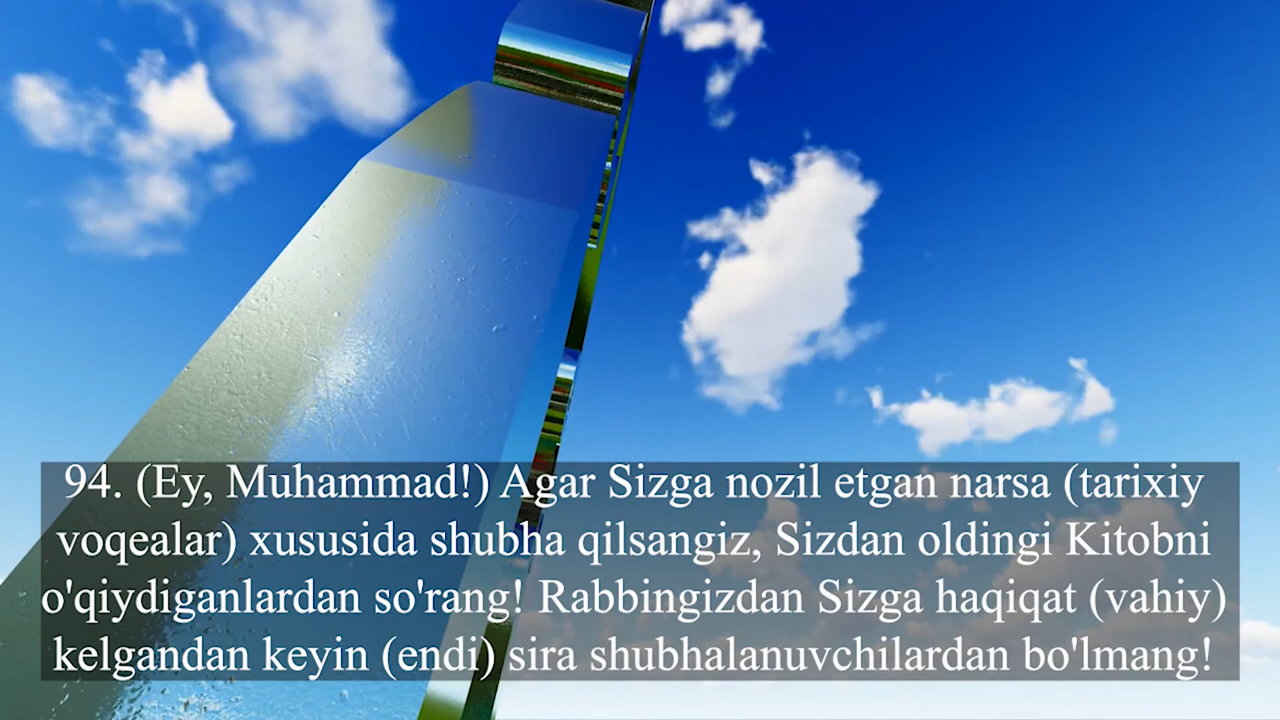 94. (Ey, Muhammad!) Agar Sizga nozil etgan narsa (tarixiy
voqealar) xususida shubha qilsangiz, Sizdan oldingi Kitobni
o'qiydiganlardan so'rang! Rabbingizdan Sizga haqiqat (vahiy)
kelgandan keyin (endi) sira shubhalanuvchilardan bo'lmang!